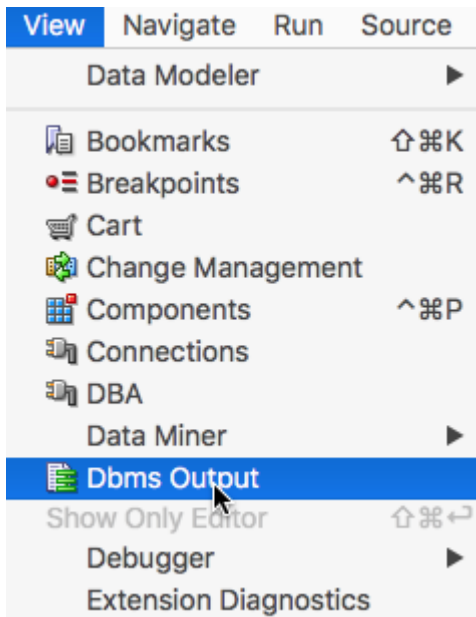 View Navigate Run Source
Data Modeler
Bookmarks ⇧⌘K
Breakpoints ^⌘R
Cart
Change Management
Components ^⌘P
Connections
DBA
Data Miner
Dbms Output
Show Only Editor ⇧⌘↩
Debugger
Extension Diagnostics